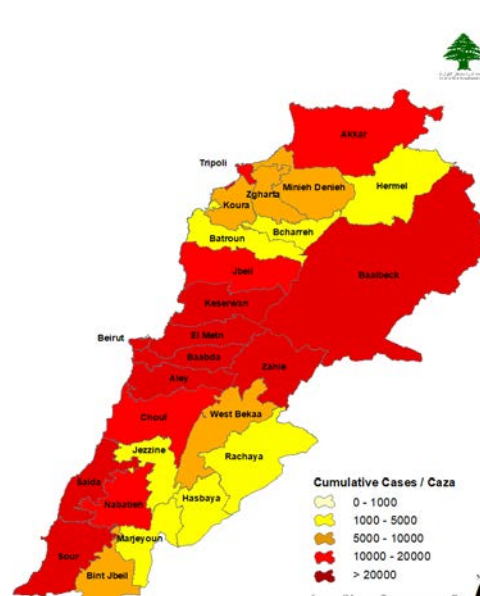 Akkar
Tripoli
Hermel
Zgharta
Minieh Denieh
Koura
Bcharreh
Batroun
Jbeil
Baalbeck
Keserwan
El Metn
Beirut
Baabda
Zahle
Aley
Chouf
West Bekaa
Jezzine
Rachaya
Saida
Hasbaya
Nabatieh
Sour
Marjeyoun
Bint Jbeil
Cumulative Cases / Caza
0 - 1000
1000 - 5000
5000 - 10000
10000 - 20000
> 20000